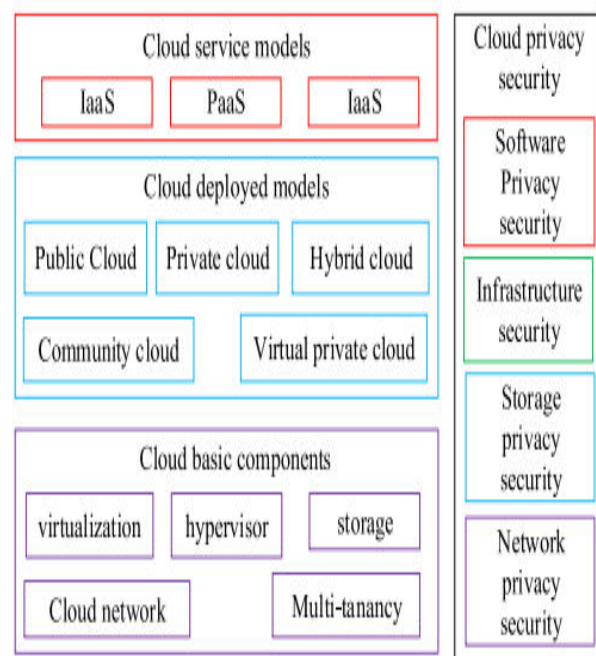 Cloud service models
IaaS PaaS IaaS
Cloud deployed models
Public Cloud Private cloud Hybrid cloud
Community cloud Virtual private cloud
Cloud basic components
virtualization hypervisor storage
Cloud network Multi-tanancy
Cloud privacy
security
Software
Privacy
security
Infrastructure
security
Storage
privacy
security
Network
privacy
security